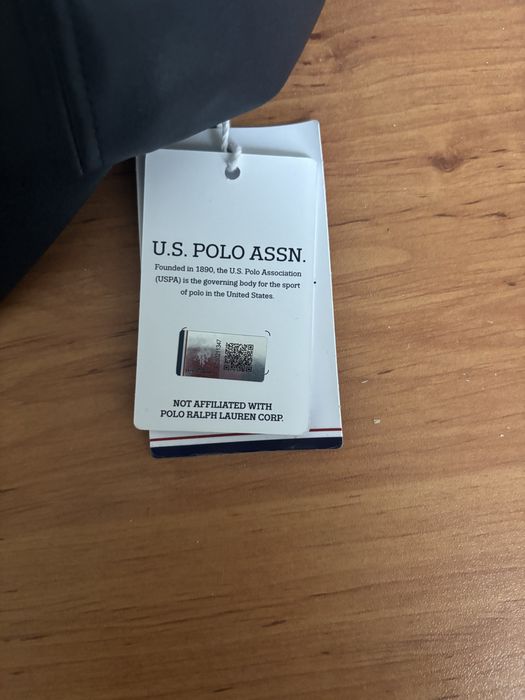 U.S. POLO ASSN.
Founded in 1890, the U.S. Polo Association
(USPA) is the governing body for the sport
of polo in the United States.
NOT AFFILIATED WITH
POLO RALPH LAUREN CORP.